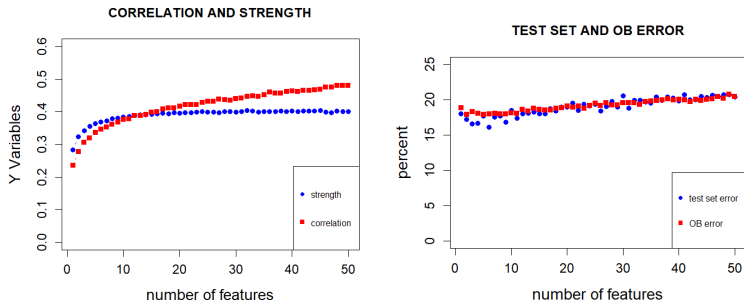 CORRELATION AND STRENGTH
Y Variables
0.6
0.5
0.4
0.3
0.2
0.1
0.0
strength
correlation
0 10 20 30 40 50
number of features
TEST SET AND OB ERROR
percent
25
20
15
10
5
0
test set error
OB error
0 10 20 30 40 50
number of features